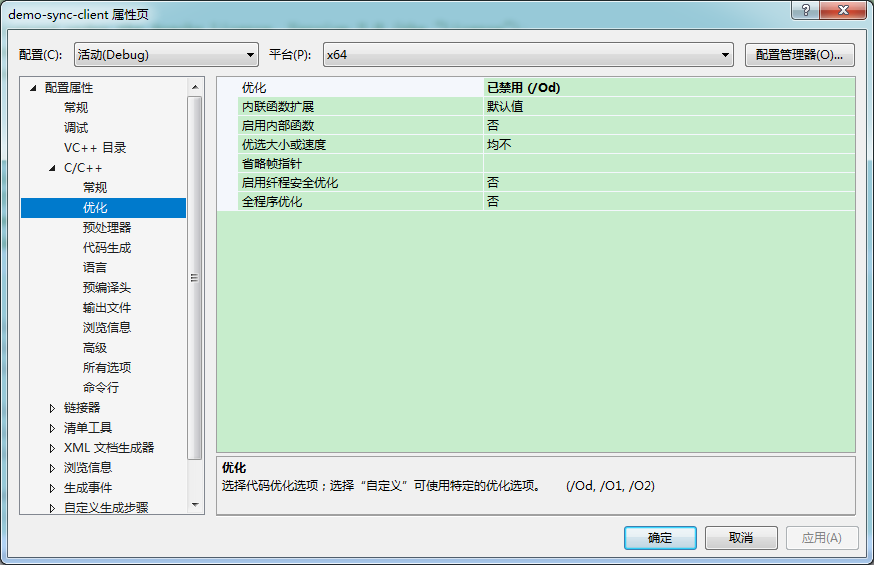 demo-sync-client 属性页
配置(C): 活动(Debug) 平台(P): x64 配置管理器(O)...
配置属性
常规
调试
VC++ 目录
C/C++
常规
优化
预处理器
代码生成
语言
预编译头
输出文件
浏览信息
高级
所有选项
命令行
链接器
清单工具
XML 文档生成器
浏览信息
生成事件
自定义生成步骤
优化 已禁用 (/Od)
内联函数扩展 默认值
启用内部函数 否
优选大小或速度 均不
省略帧指针
启用纤程安全优化 否
全程序优化 否
优化
选择代码优化选项；选择“自定义”可使用特定的优化选项。 (/Od, /O1, /O2)
确定 取消 应用(A)